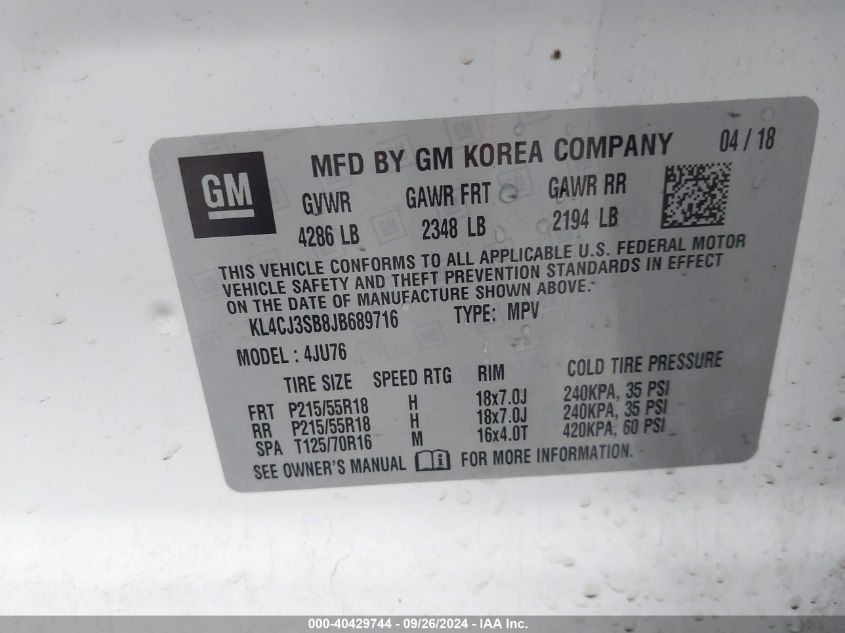 MFD BY GM KOREA COMPANY 04 / 18
GM
GVWR GAWR FRT GAWR RR
4286 LB 2348 LB 2194 LB
THIS VEHICLE CONFORMS TO ALL APPLICABLE U.S. FEDERAL MOTOR
VEHICLE SAFETY AND THEFT PREVENTION STANDARDS IN EFFECT
ON THE DATE OF MANUFACTURE SHOWN ABOVE.
KL4CJ3SB8JB689716 TYPE: MPV
MODEL : 4JU76
TIRE SIZE SPEED RTG RIM COLD TIRE PRESSURE
FRT P215/55R18 H 18x7.0J 240KPA, 35 PSI
RR P215/55R18 H 18x7.0J 240KPA, 35 PSI
SPA T125/70R16 M 16x4.0T 420KPA, 60 PSI
SEE OWNER'S MANUAL FOR MORE INFORMATION.
000-40429744 - 09/26/2024 - IAA Inc.